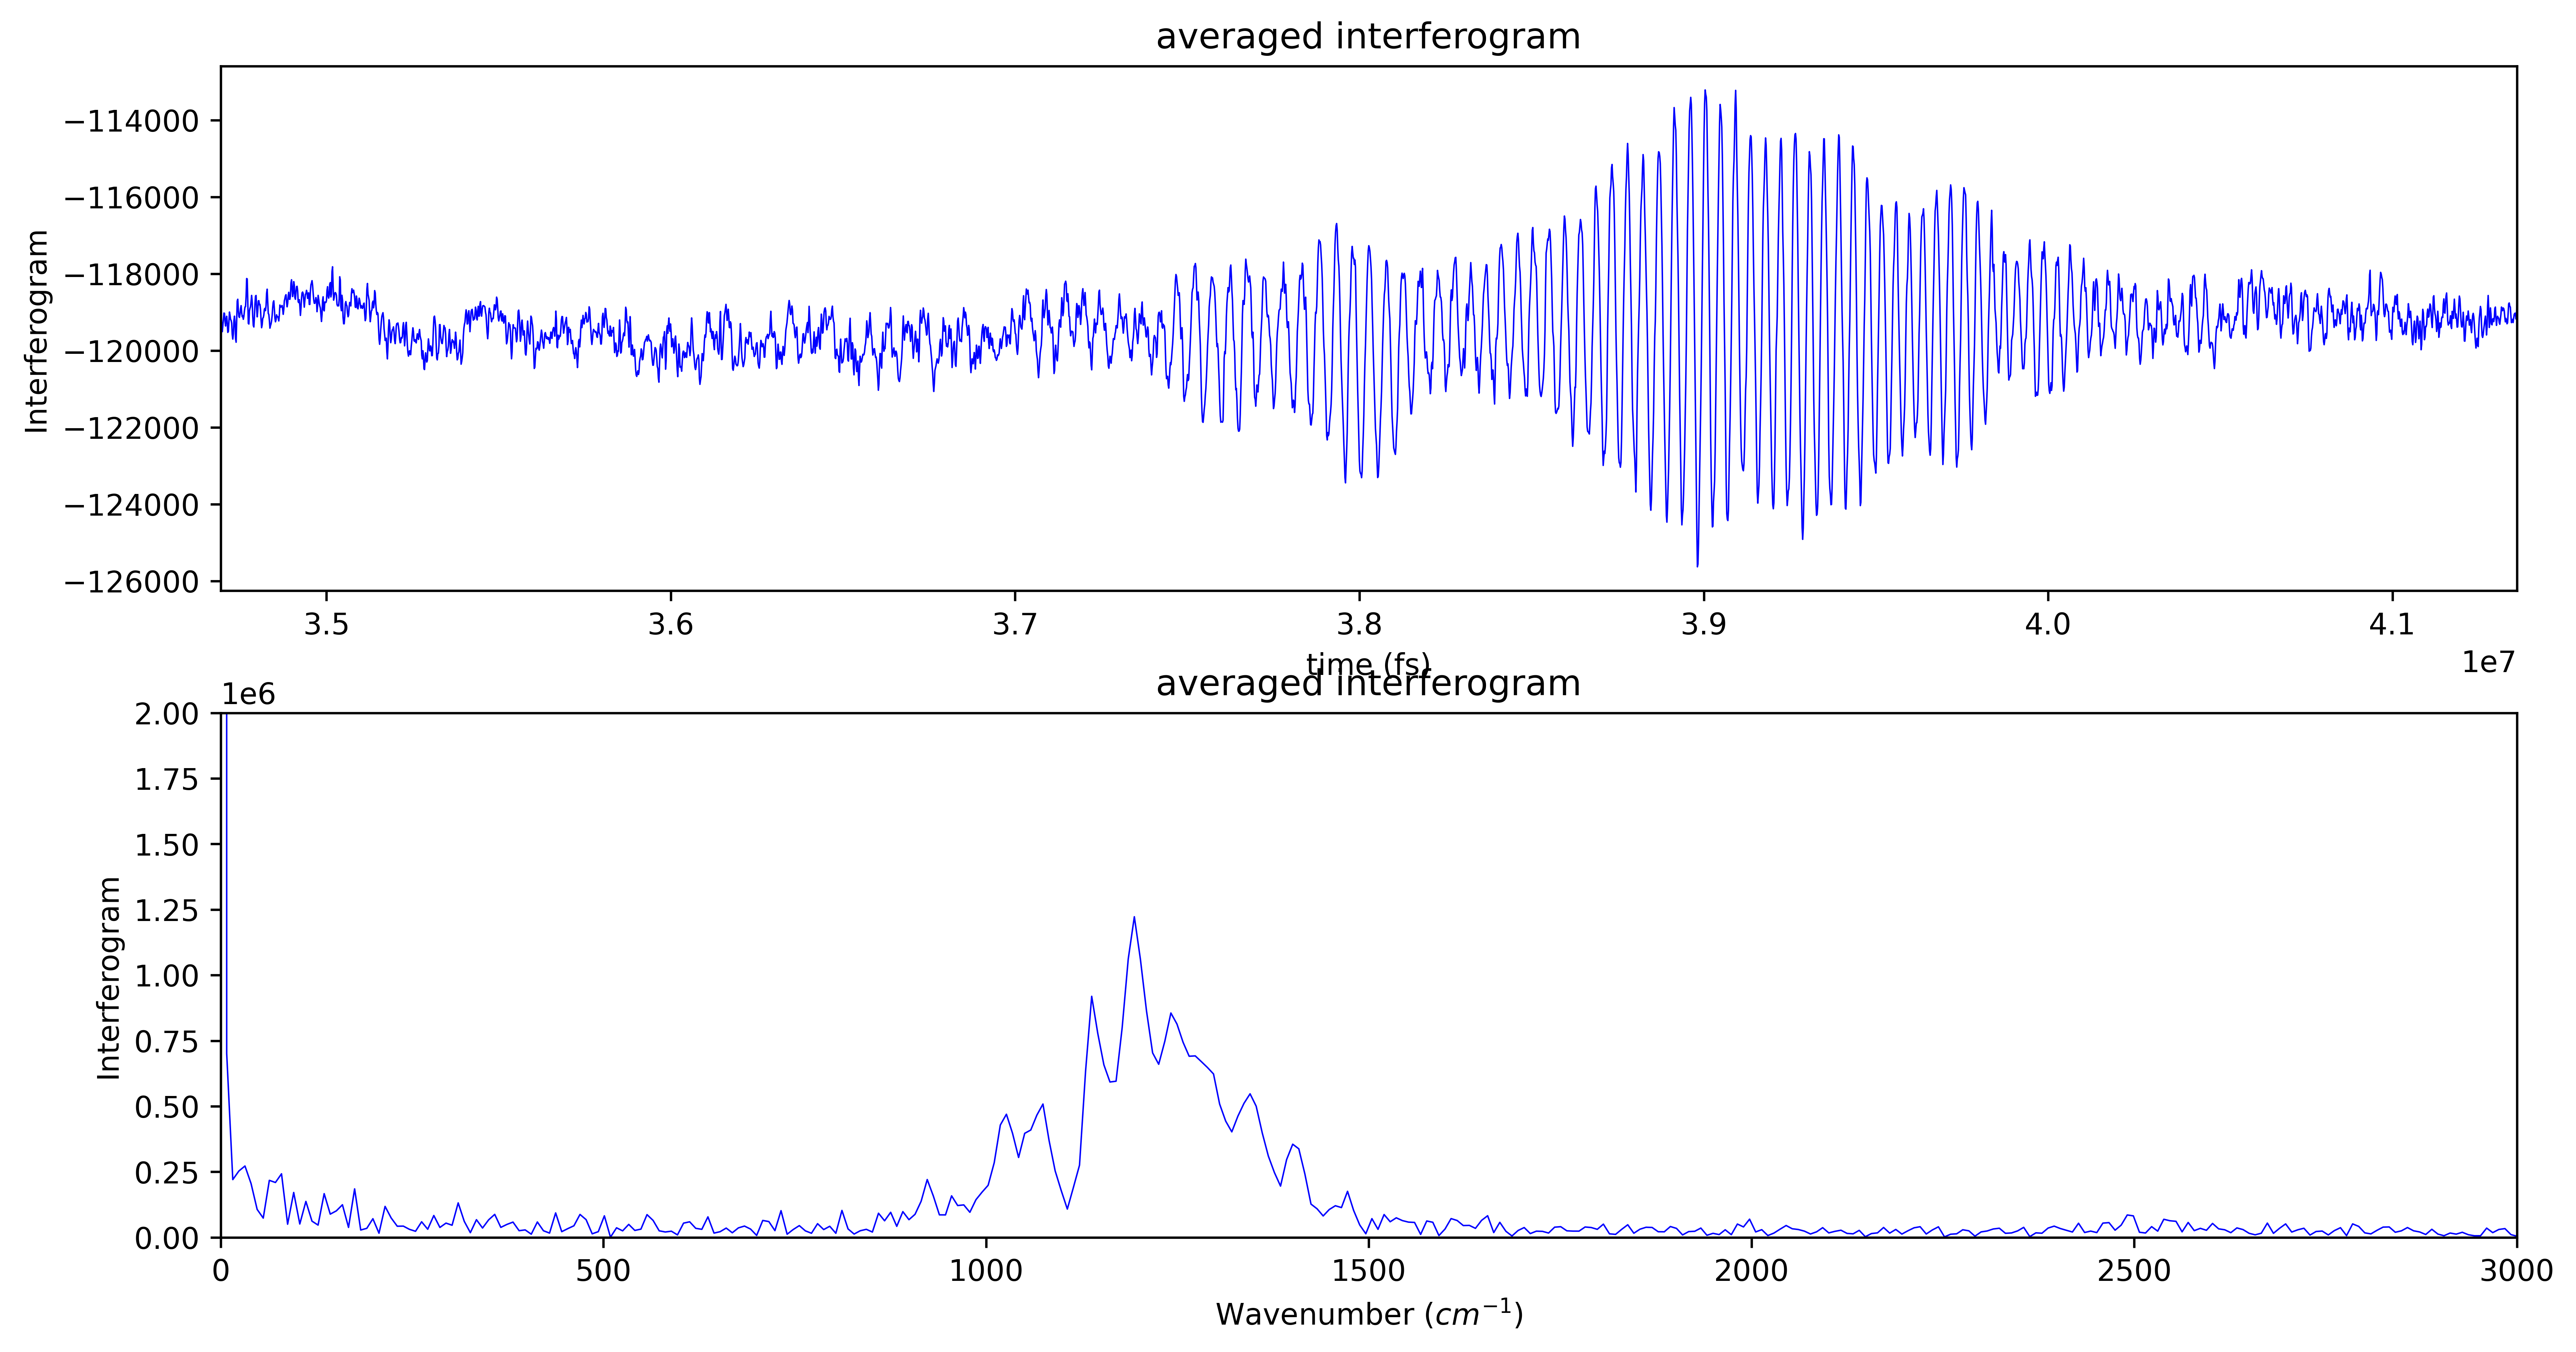 averaged interferogram
−114000
−116000
−118000
−120000
−122000
−124000
−126000
Interferogram
3.5 3.6 3.7 3.8 3.9 4.0 4.1
time (fs)
1e7
averaged interferogram
1e6
2.00
1.75
1.50
1.25
1.00
0.75
0.50
0.25
0.00
Interferogram
0 500 1000 1500 2000 2500 3000
Wavenumber (cm⁻¹)